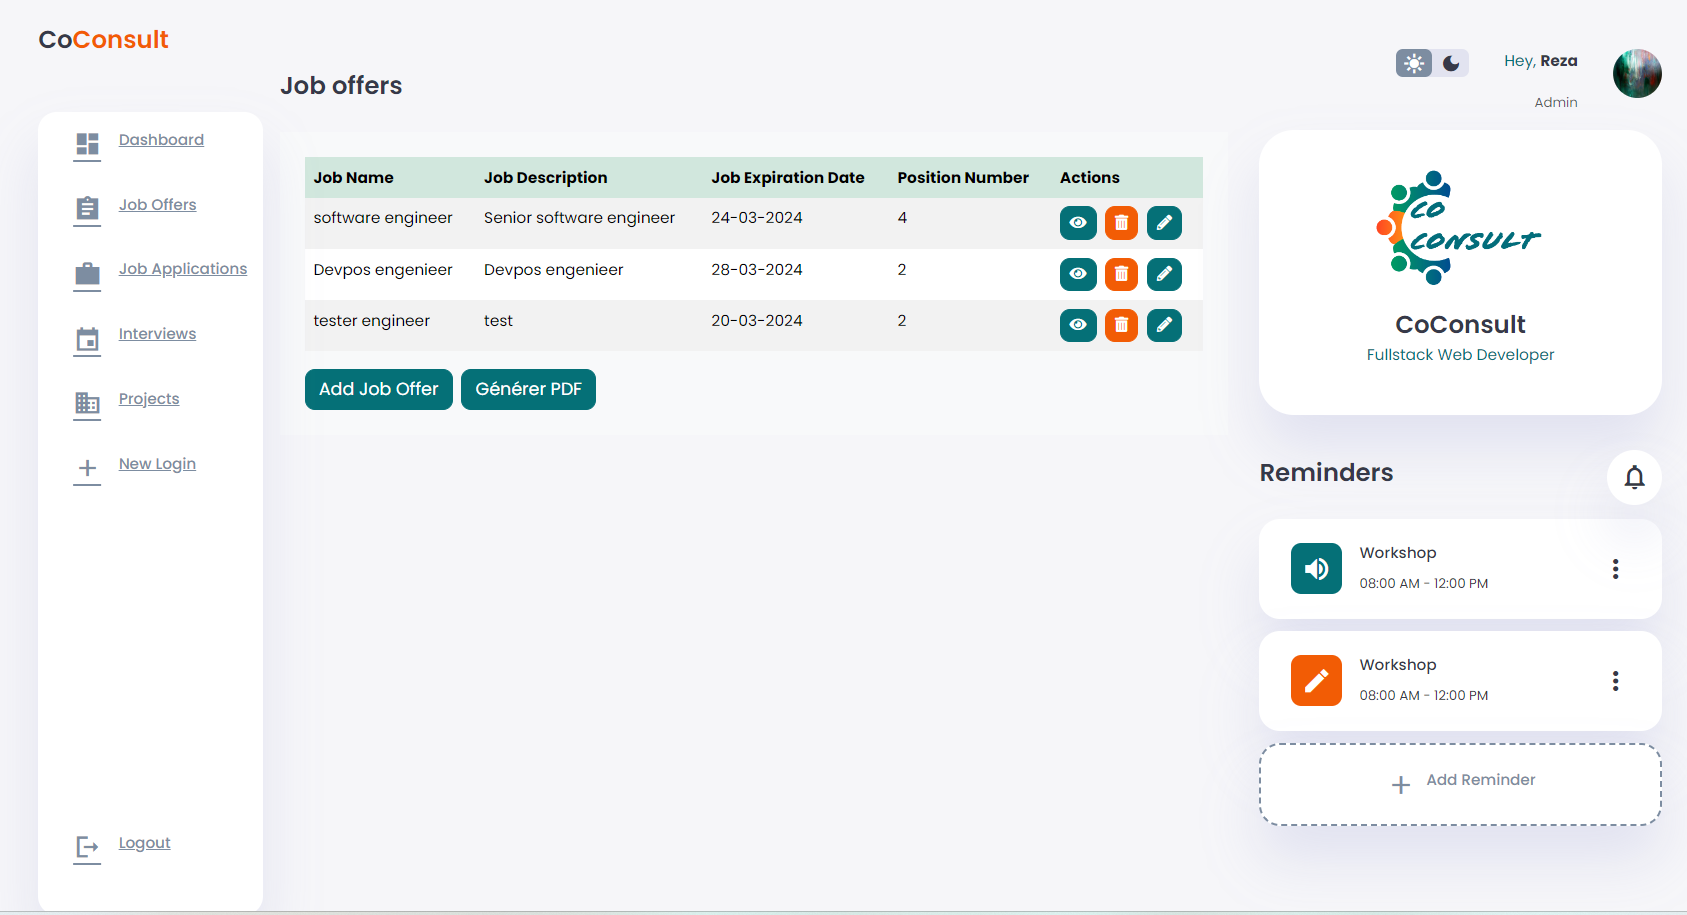 CoConsult
Dashboard
Job Offers
Job Applications
Interviews
Projects
New Login
Logout
Job offers
Job Name Job Description Job Expiration Date Position Number Actions
software engineer Senior software engineer 24-03-2024 4
Devpos engenieer Devpos engenieer 28-03-2024 2
tester engineer test 20-03-2024 2
Add Job Offer Générer PDF
Hey, Reza
Admin
CO
CONSULT
CoConsult
Fullstack Web Developer
Reminders
Workshop
08:00 AM - 12:00 PM
Workshop
08:00 AM - 12:00 PM
Add Reminder